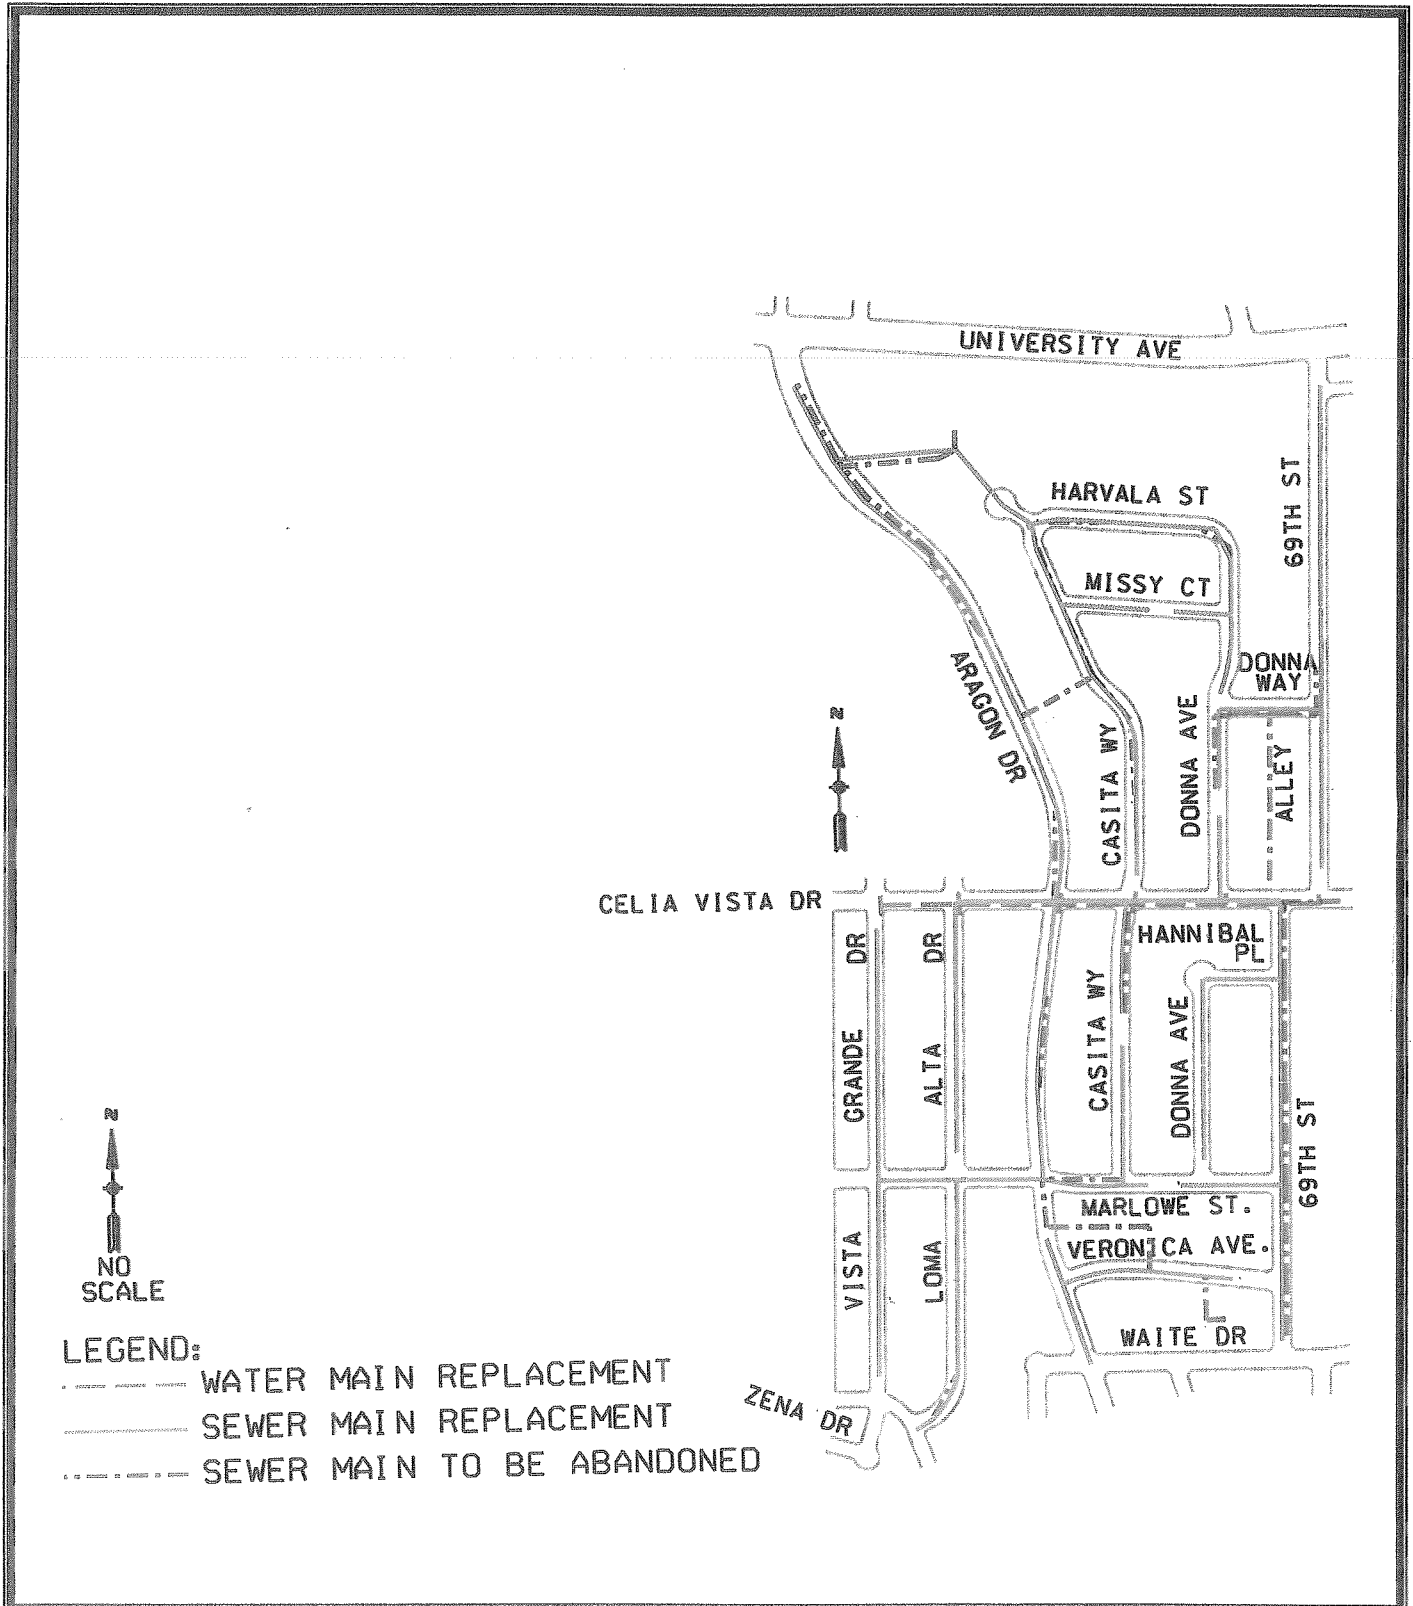 UNIVERSITY AVE
HARVALA ST
69TH ST
MISSY CT
DONNA
WAY
ARAGON DR
CASITA WY
DONNA AVE
ALLEY
N
CELIA VISTA DR
HANNIBAL
PL
GRANDE DR
ALTA DR
CASITA WY
DONNA AVE
69TH ST
MARLOWE ST.
VERONICA AVE.
VISTA
LOMA
WAITE DR
ZENA DR
N
NO
SCALE
LEGEND:
WATER MAIN REPLACEMENT
SEWER MAIN REPLACEMENT
SEWER MAIN TO BE ABANDONED